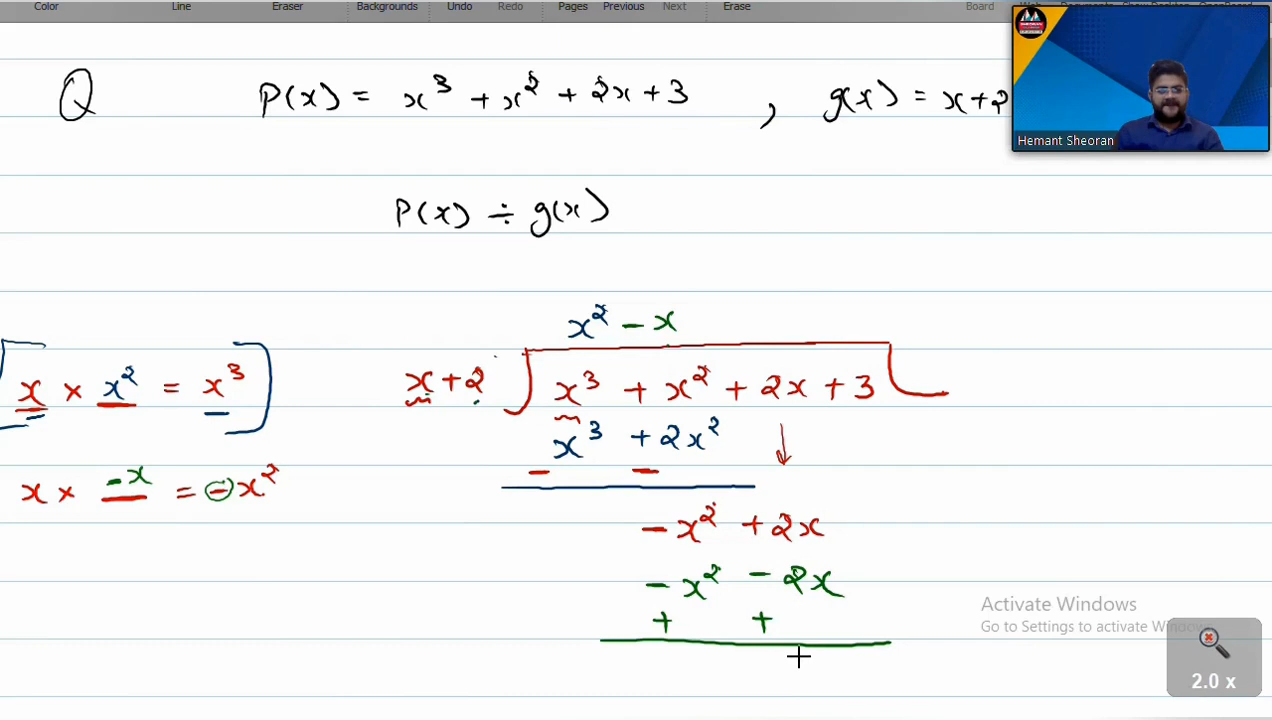 Color Line Eraser Backgrounds Undo Redo Pages Previous Next Erase Board
Q P(x) = x³ + x² + 2x + 3 , g(x) = x+2
Hemant Sheoran
P(x) ÷ g(x)
x² - x
x × x² = x³
x+2 x³ + x² + 2x + 3
x³ + 2x²
- -
x × -x = -x²
-x² + 2x
-x² - 2x
+ +
Activate Windows
Go to Settings to activate Windows
2.0 x